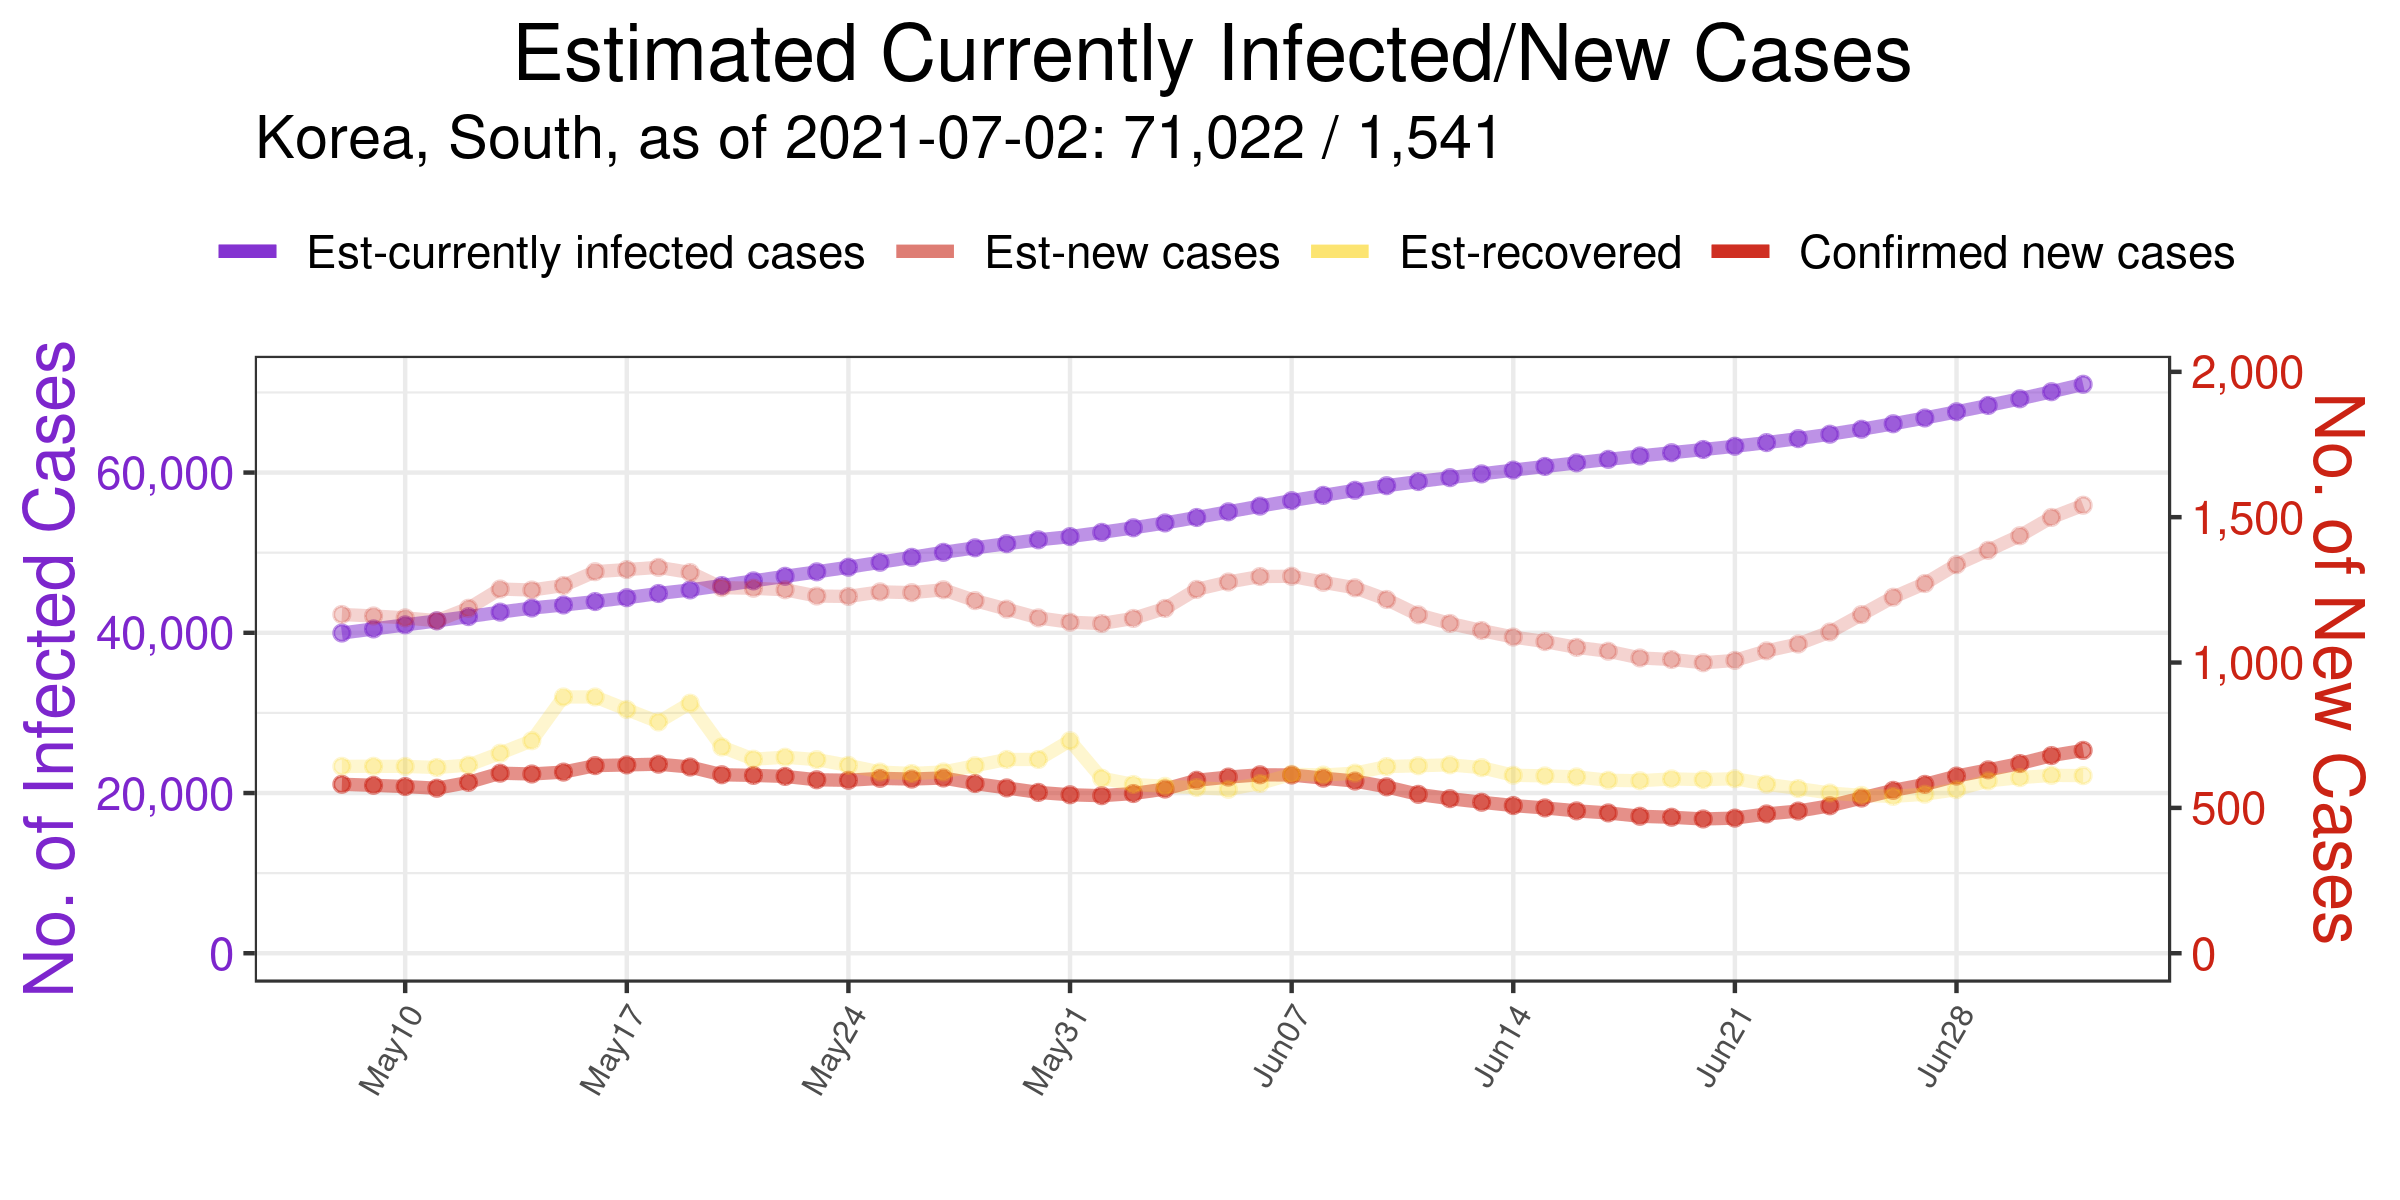 Estimated Currently Infected/New Cases
Korea, South, as of 2021-07-02: 71,022 / 1,541
Est-currently infected cases Est-new cases Est-recovered Confirmed new cases
No. of Infected Cases
60,000
40,000
20,000
0
2,000
1,500
1,000
500
0
No. of New Cases
May10 May17 May24 May31 Jun07 Jun14 Jun21 Jun28